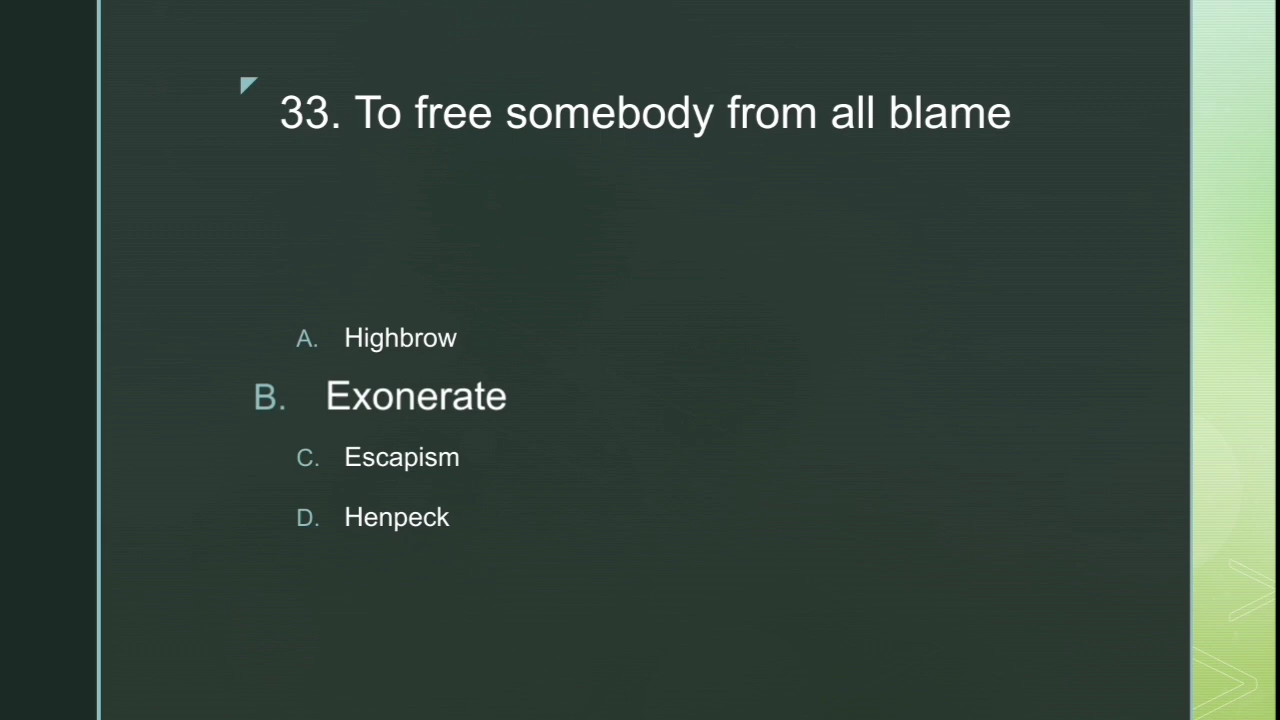 33. To free somebody from all blame
A. Highbrow
B. Exonerate
C. Escapism
D. Henpeck